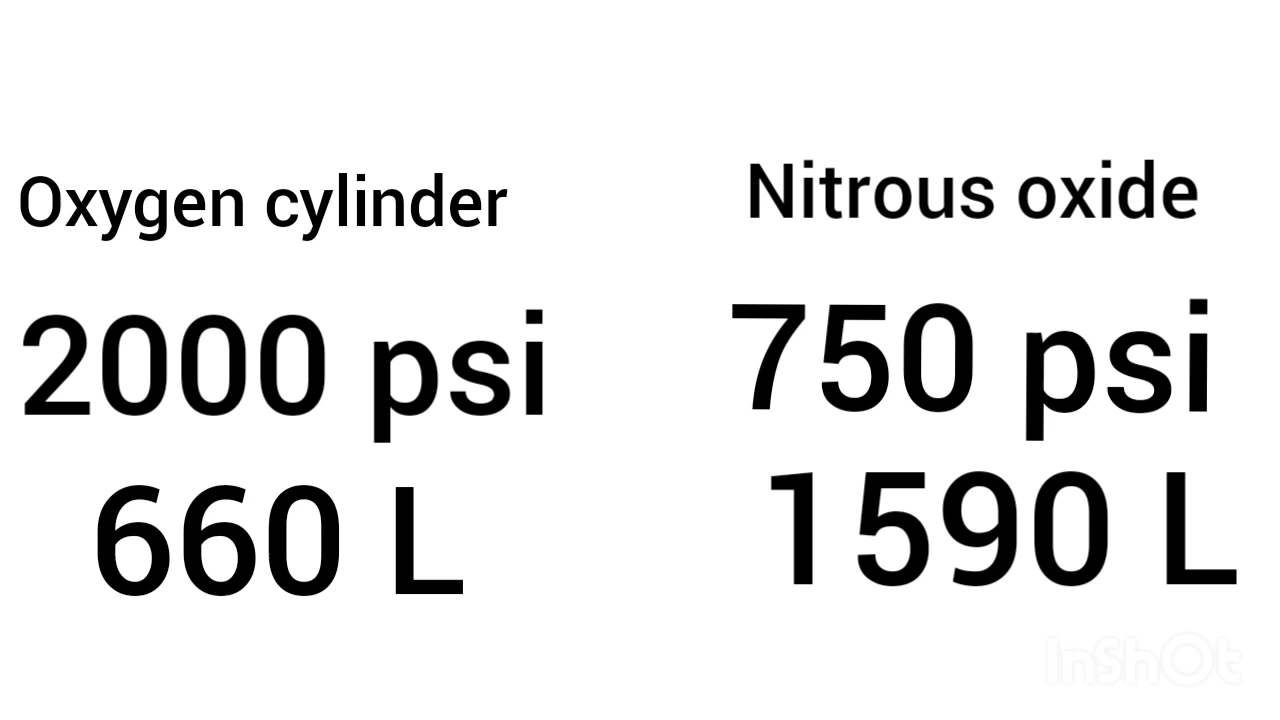 Oxygen cylinder
2000 psi
660 L
Nitrous oxide
750 psi
1590 L
InShOt